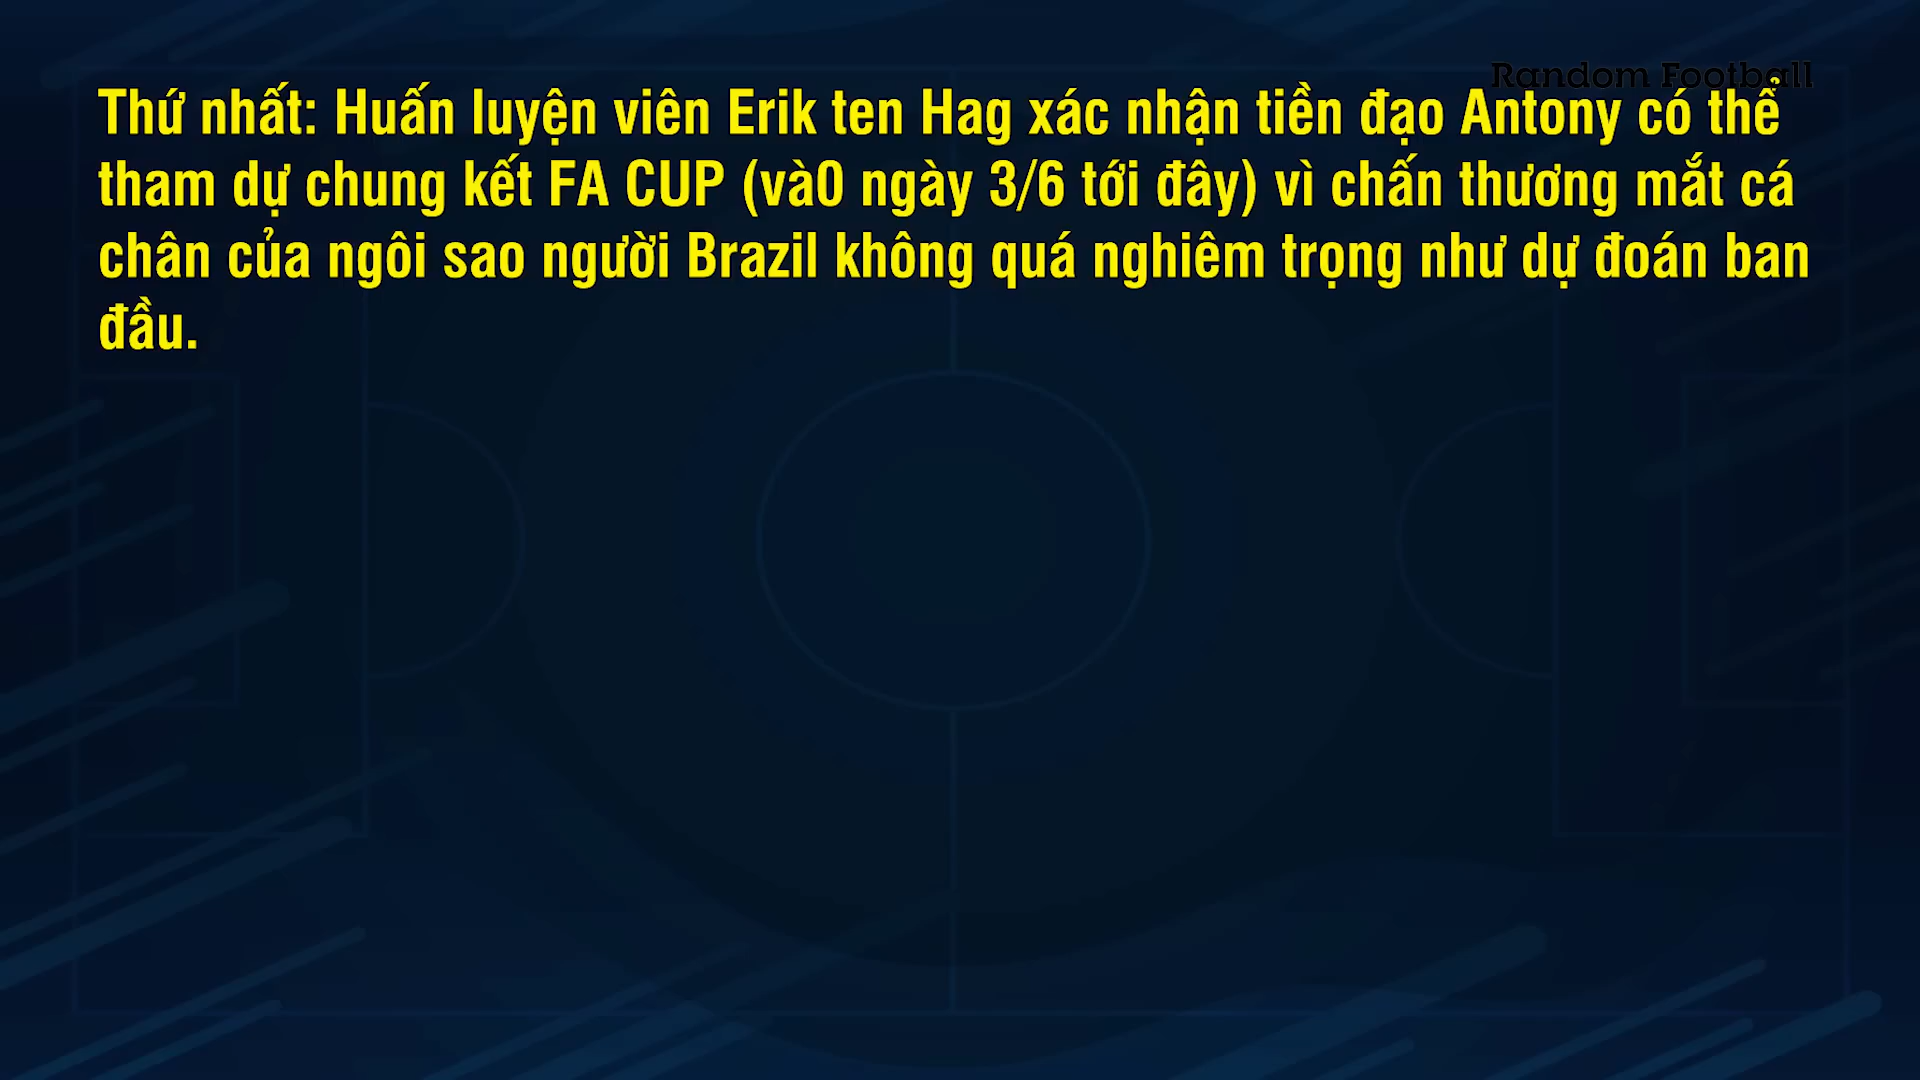 Random Football
Thứ nhất: Huấn luyện viên Erik ten Hag xác nhận tiền đạo Antony có thể
tham dự chung kết FA CUP (và0 ngày 3/6 tới đây) vì chấn thương mắt cá
chân của ngôi sao người Brazil không quá nghiêm trọng như dự đoán ban
đầu.